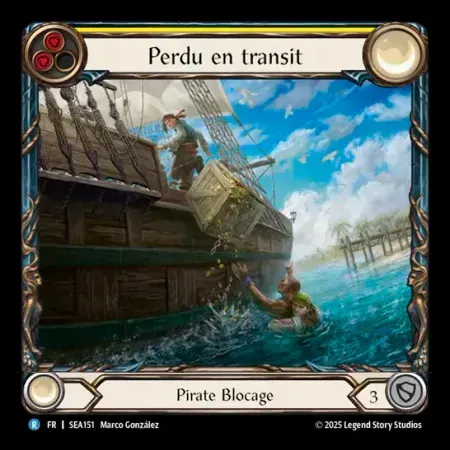 Perdu en transit
Pirate Blocage
3
R FR | SEA151 Marco González
© 2025 Legend Story Studios